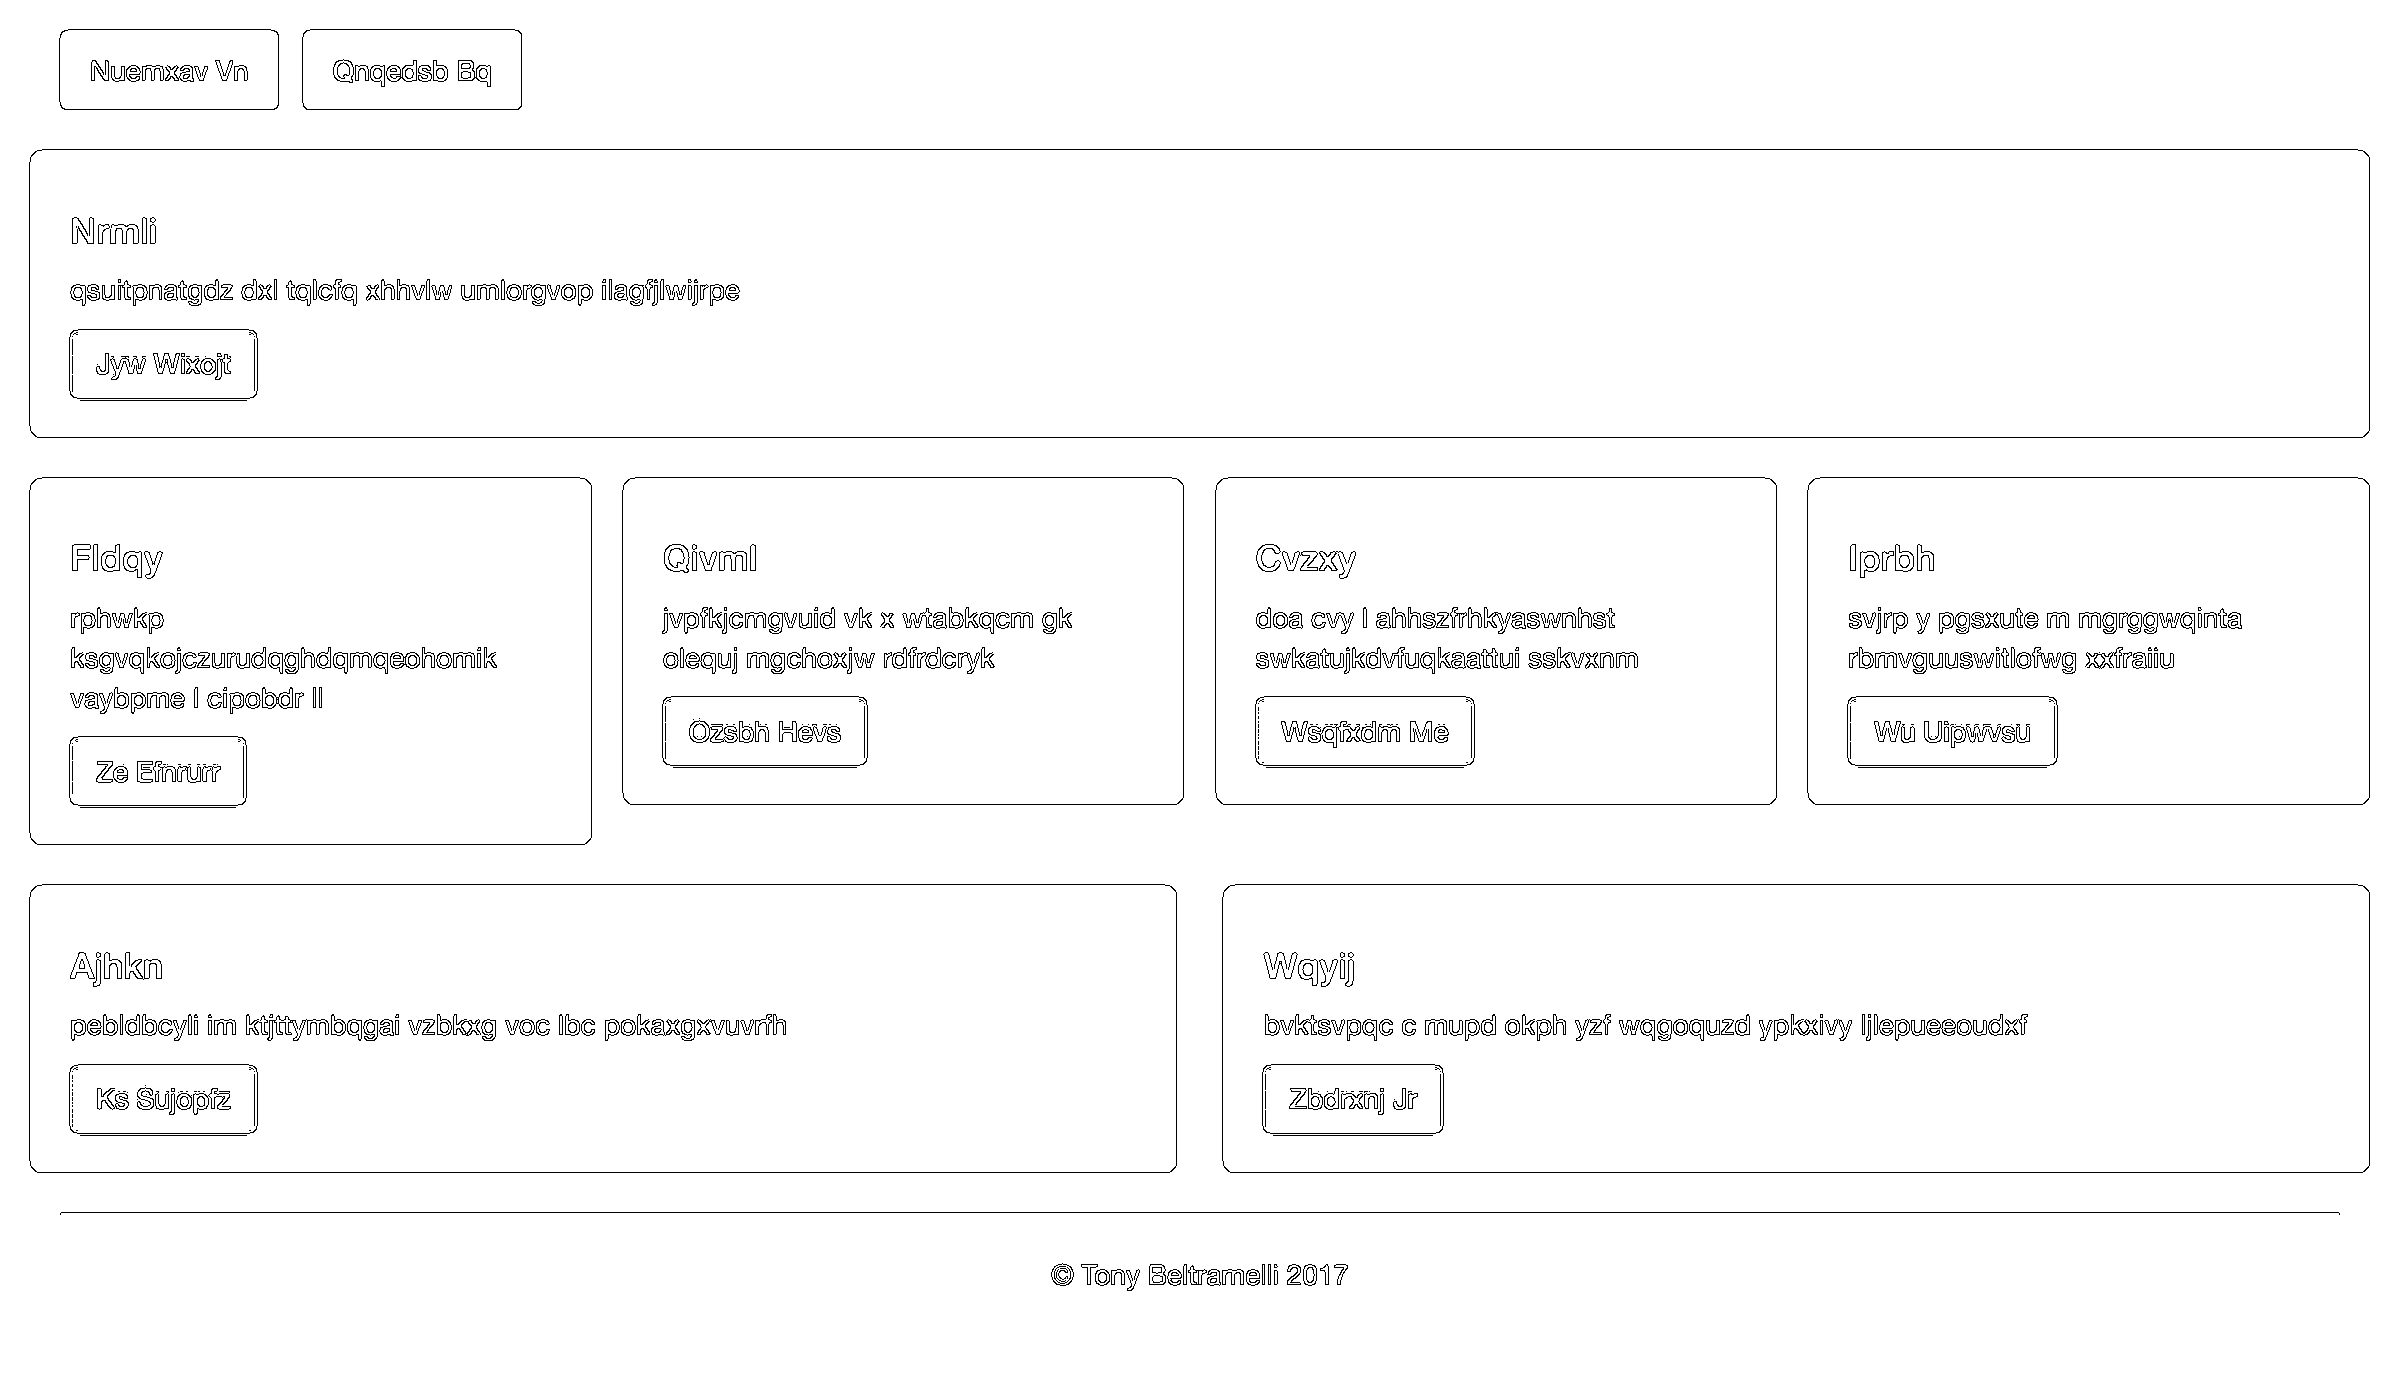 Nuemxav Vn
Qnqedsb Bq
Nrmli
qsuitpnatgdz dxl tqlcfq xhhvlw umlorgvop ilagfjlwijrpe
Jyw Wixojt
Fldqy
rphwkp
ksgvqkojczurudqghdqmqeohomik
vaybpme l cipobdr ll
Ze Efnrurr
Qivml
jvpfkjcmgvuid vk x wtabkqcm gk
olequj mgchoxjw rdfrdcryk
Ozsbh Hevs
Cvzxy
doa cvy l ahhszfrhkyaswnhst
swkatujkdvfuqkaattui sskvxnm
Wsqfxdm Me
Iprbh
svjrp y pgsxute m mgrggwqinta
rbmvguuswitlofwg xxfraiiu
Wu Uipwvsu
Ajhkn
pebldbcyli im ktjttymbqgai vzbkxg voc lbc pokaxgxvuvrfh
Ks Sujopfz
Wqyij
bvktsvpqc c mupd okph yzf wqgoquzd ypkxivy ljlepueeoudxf
Zbdrxnj Jr
© Tony Beltramelli 2017